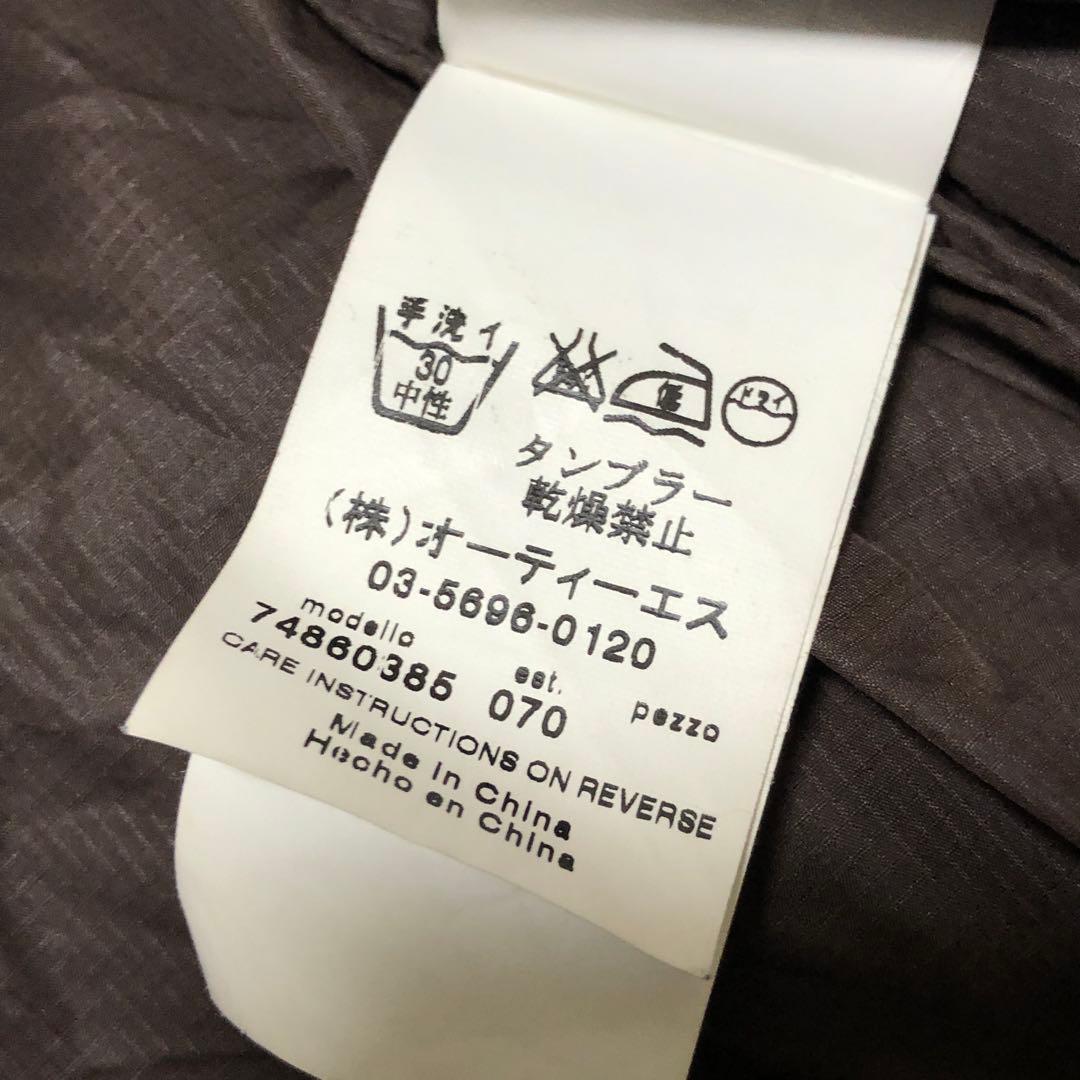 手洗イ
30
中性
低
ドライ
タンブラー
乾燥禁止
(株)オーティーエス
03-5696-0120
modello
74860385
est.
070
pezzo
CARE INSTRUCTIONS ON REVERSE
Made in China
Hecho en China